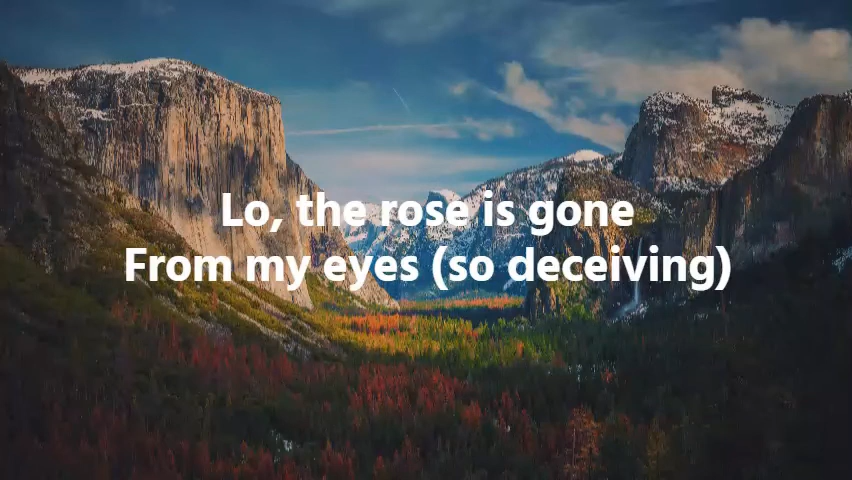 Lo, the rose is gone
From my eyes (so deceiving)